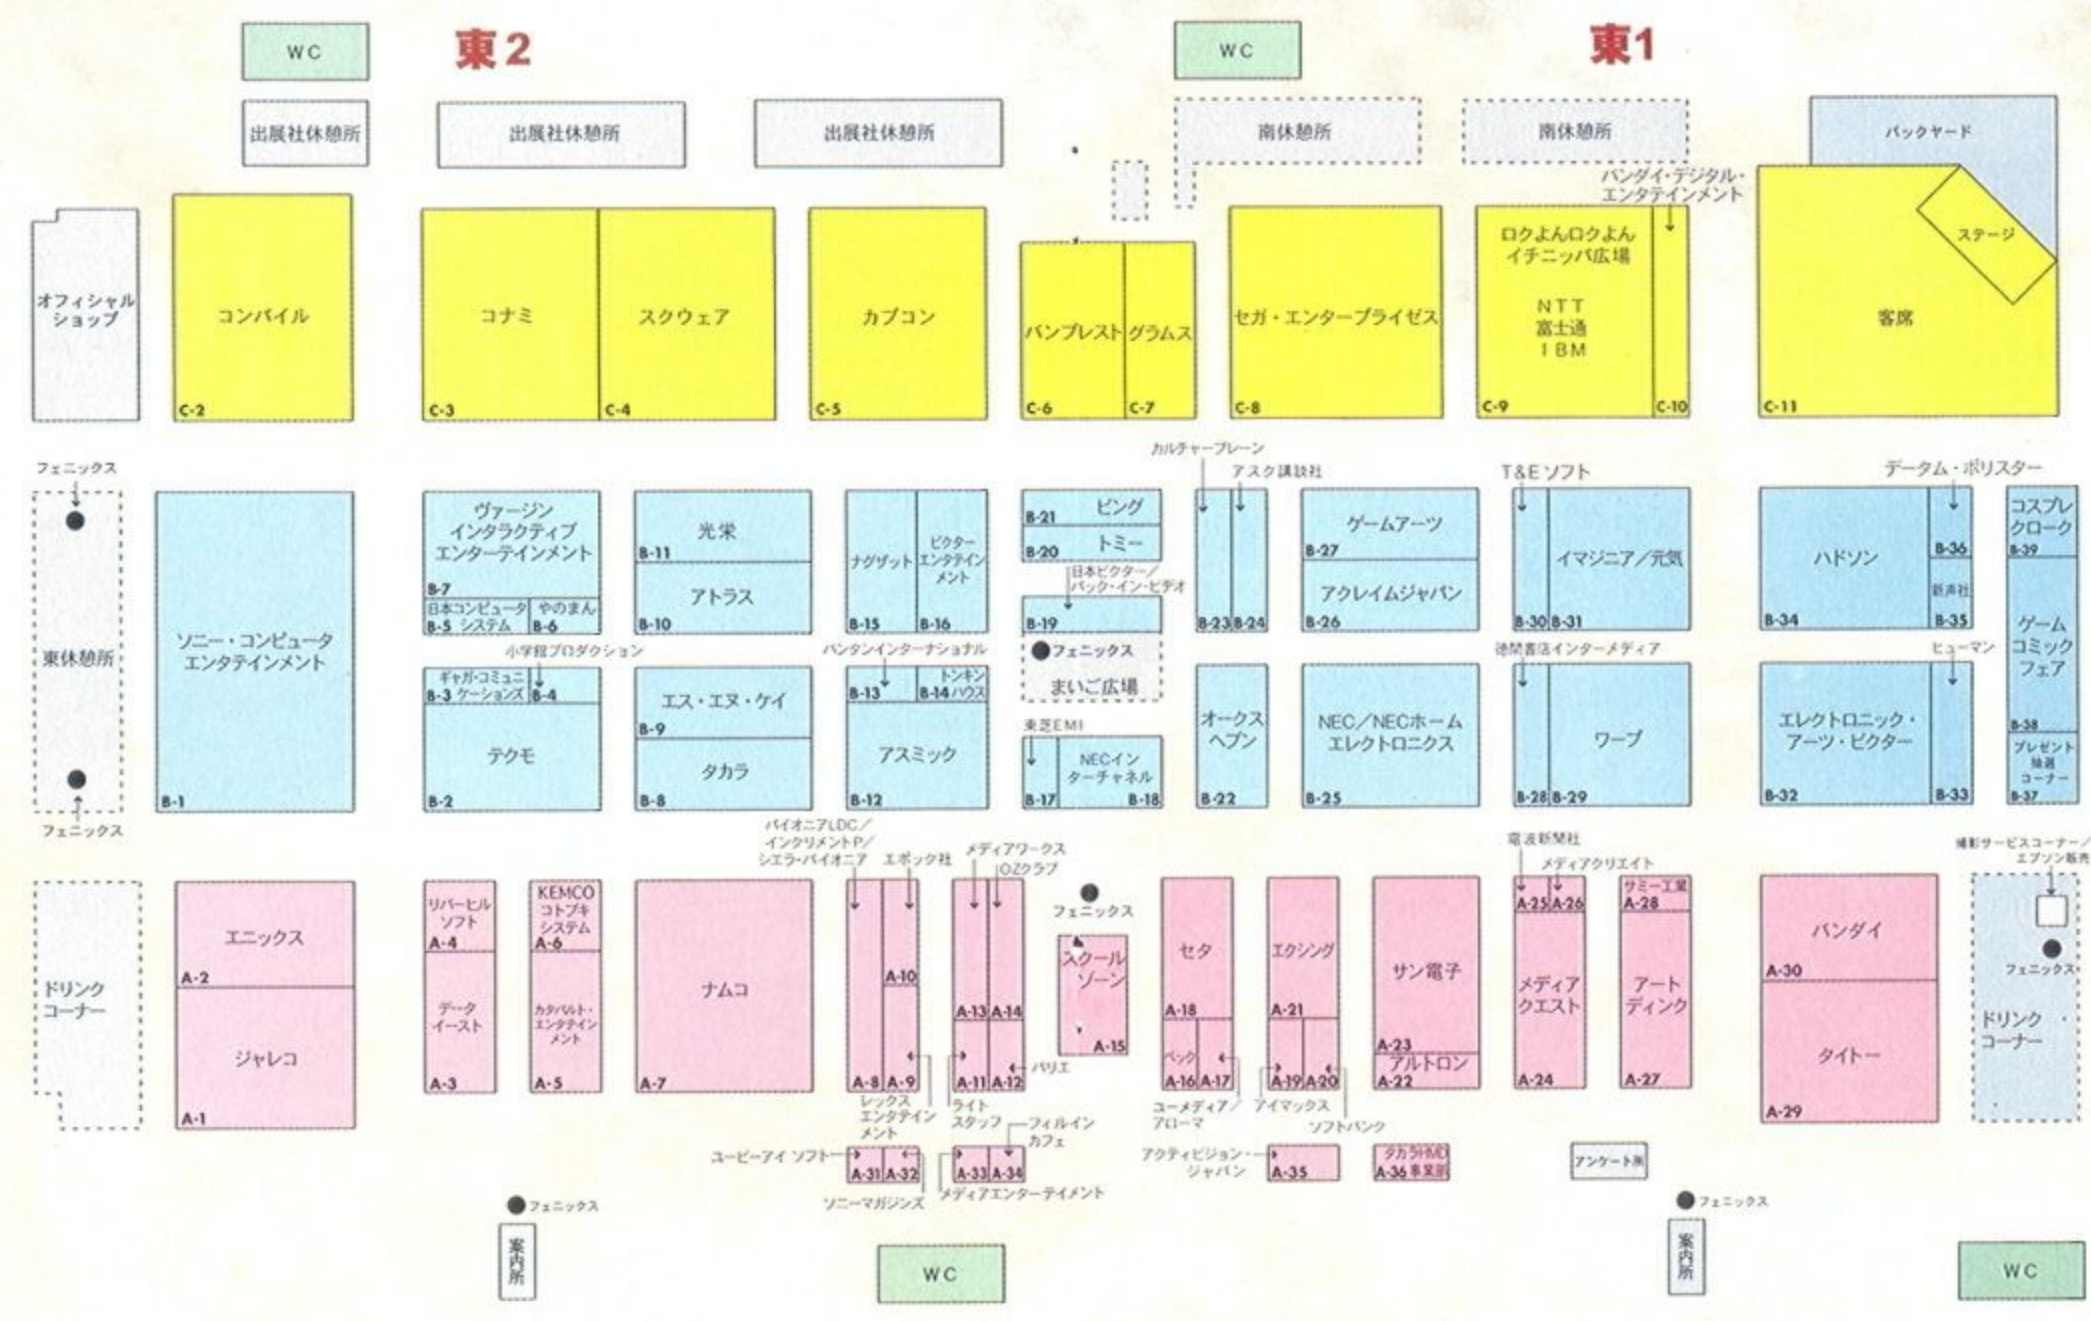 東2
東1
WC
WC
出展社休憩所
出展社休憩所
出展社休憩所
南休憩所
南休憩所
バックヤード
バンダイ・デジタル・
エンタテインメント
オフィシャル
ショップ
コンパイル
C-2
コナミ
C-3
スクウェア
C-4
カプコン
C-5
バンプレスト
C-6
グラムス
C-7
セガ・エンタープライゼス
C-8
ロクよんロクよん
イチニッパ広場
NTT
富士通
IBM
C-9
C-10
ステージ
客席
C-11
フェニックス
東休憩所
フェニックス
ソニー・コンピュータ
エンタテインメント
B-1
ヴァージン
インタラクティブ
エンターテインメント
B-7
日本コンピュータ
B-5 システム
やのまん
B-6
小学館プロダクション
ギャガ・コミュニ
B-3 ケーションズ
B-4
テクモ
B-2
光栄
B-11
アトラス
B-10
エス・エヌ・ケイ
B-9
タカラ
B-8
ナグザット
B-15
ビクター
エンタテイン
メント
B-16
バンタンインターナショナル
B-13
トンキン
B-14 ハウス
アスミック
B-12
B-21 ビング
B-20 トミー
日本ビクター/
パック・イン・ビデオ
B-19
フェニックス
まいご広場
東芝EMI
B-17
NECイン
ターチャネル
B-18
カルチャーブレーン
アスク講談社
B-23
B-24
オークス
ヘブン
B-22
ゲームアーツ
B-27
アクレイムジャパン
B-26
NEC/NECホーム
エレクトロニクス
B-25
T&Eソフト
B-30
イマジニア/元気
B-31
徳間書店インターメディア
B-28
ワープ
B-29
データム・ポリスター
ハドソン
B-34
B-36
新声社
B-35
ヒューマン
エレクトロニック・
アーツ・ビクター
B-32
B-33
コスプレ
クローク
B-39
ゲーム
コミック
フェア
B-38
プレゼント
抽選
コーナー
B-37
ドリンク
コーナー
エニックス
A-2
ジャレコ
A-1
リバーヒル
ソフト
A-4
データ
イースト
A-3
KEMCO
コトブキ
システム
A-6
カタパルト・
エンタテイン
メント
A-5
ナムコ
A-7
パイオニアLDC/
インクリメントP/
シエラ・パイオニア
エポック社
A-10
A-8
A-9
レックス
エンタテイン
メント
メディアワークス
OZクラブ
A-13
A-14
A-11
A-12
バリエ
ライト
スタッフ
フェニックス
スクール
ゾーン
A-15
セタ
A-18
ベック
A-16
A-17
ユーメディア/
アローマ
エクシング
A-21
A-19
A-20
アイマックス
ソフトバンク
サン電子
A-23
アルトロン
A-22
電波新聞社
メディアクリエイト
A-25
A-26
メディア
クエスト
A-24
サミー工業
A-28
アート
ディンク
A-27
バンダイ
A-30
タイトー
A-29
撮影サービスコーナー/
エプソン販売
フェニックス
ドリンク
コーナー
ユービーアイ ソフト
A-31
A-32
ソニーマガジンズ
フィルイン
カフェ
A-33
A-34
メディアエンターテイメント
アクティビジョン・
ジャパン
A-35
タカラHMD
A-36 事業部
アンケート所
フェニックス
案内所
WC
フェニックス
案内所
WC